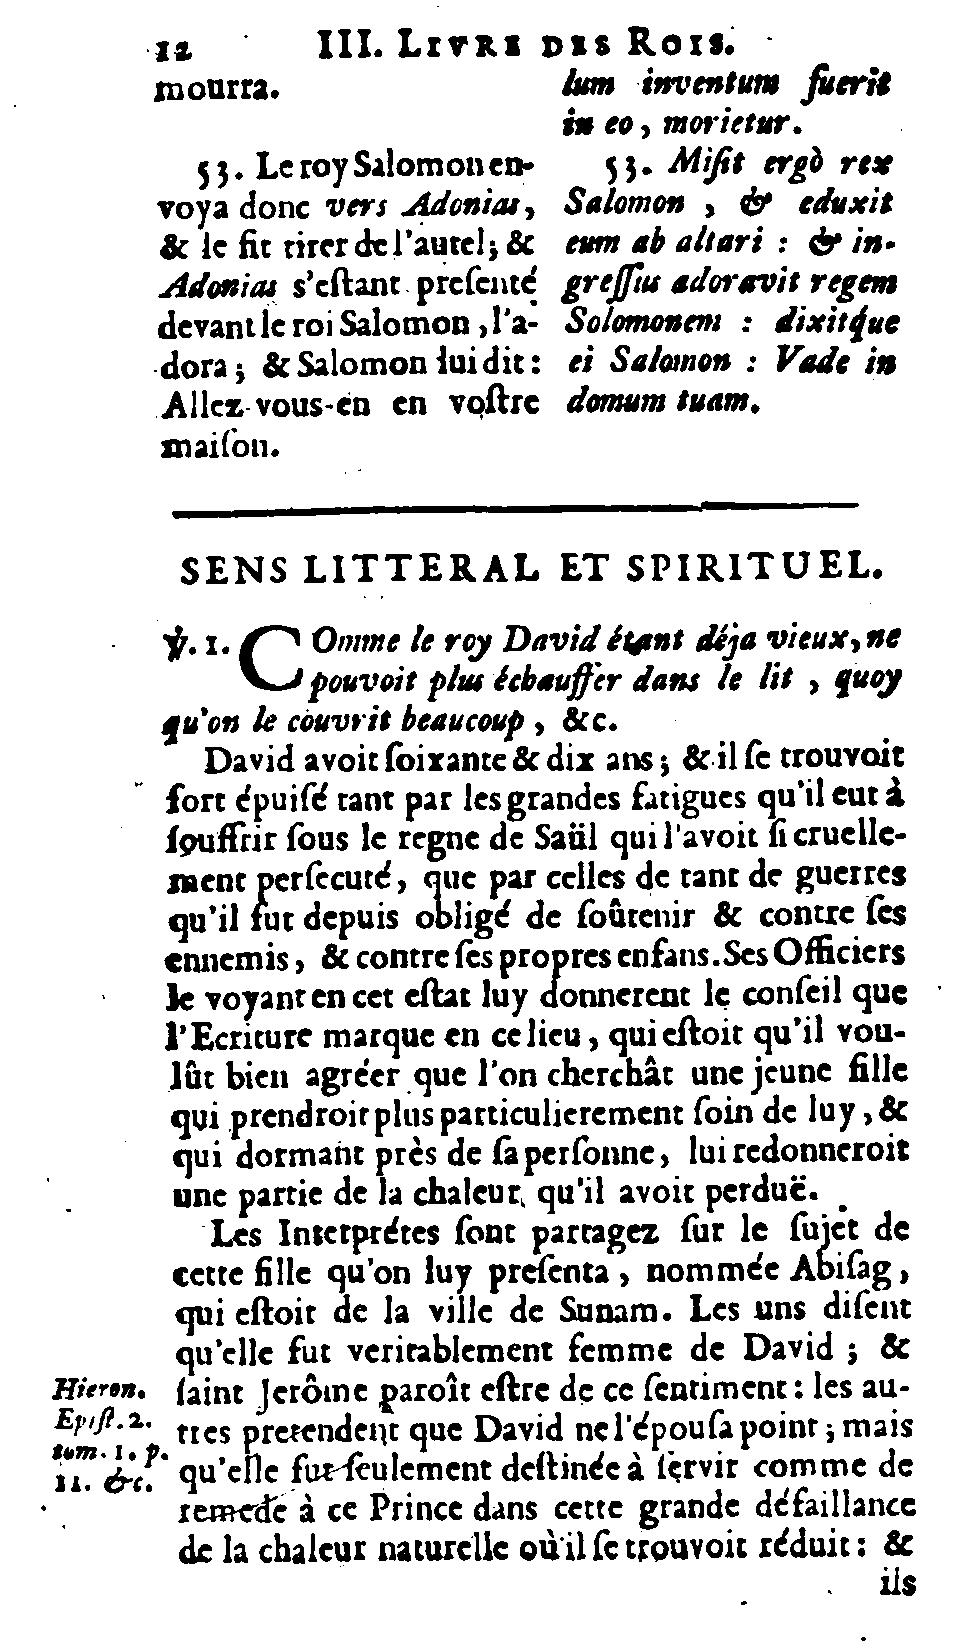 12 III. LIVRE DES ROIS.
mourra.
53. Le roy Salomon en-
voya donc vers Adonias,
& le fit tirer de l'autel; &
Adonias s'eſtant preſenté
devant le roi Salomon, l'a-
dora; & Salomon lui dit:
Allez-vous-en en voſtre
maiſon.
lum inventum fuerit
in eo, morietur.
53. Miſit ergò rex
Salomon, & eduxit
eum ab altari: & in-
greſſus adoravit regem
Solomonem: dixitque
ei Salomon: Vade in
domum tuam.
SENS LITTERAL ET SPIRITUEL.
℣. 1. COmme le roy David étant déja vieux, ne
pouvoit plus échauffer dans le lit, quoy
qu'on le couvrit beaucoup, &c.
David avoit ſoixante & dix ans; & il ſe trouvoit
fort épuiſé tant par les grandes fatigues qu'il eut à
ſouffrir ſous le regne de Saül qui l'avoit ſi cruelle-
ment perſecuté, que par celles de tant de guerres
qu'il fut depuis obligé de ſoûtenir & contre ſes
ennemis, & contre ſes propres enfans. Ses Officiers
le voyant en cet eſtat luy donnerent le conſeil que
l'Ecriture marque en ce lieu, qui eſtoit qu'il vou-
lût bien agréer que l'on cherchât une jeune fille
qui prendroit plus particulierement ſoin de luy, &
qui dormant près de ſa perſonne, lui redonneroit
une partie de la chaleur qu'il avoit perduë.
Les Interprétes ſont partagez ſur le ſujet de
cette fille qu'on luy preſenta, nommée Abiſag,
qui eſtoit de la ville de Sunam. Les uns diſent
qu'elle fut veritablement femme de David; &
ſaint Jerôme paroît eſtre de ce ſentiment: les au-
tres pretendent que David ne l'épouſa point; mais
qu'elle fut ſeulement deſtinée à ſervir comme de
remede à ce Prince dans cette grande défaillance
de la chaleur naturelle où il ſe trouvoit réduit: &
ils
Hieron.
Epiſt. 2.
tom. 1. p.
11. &c.